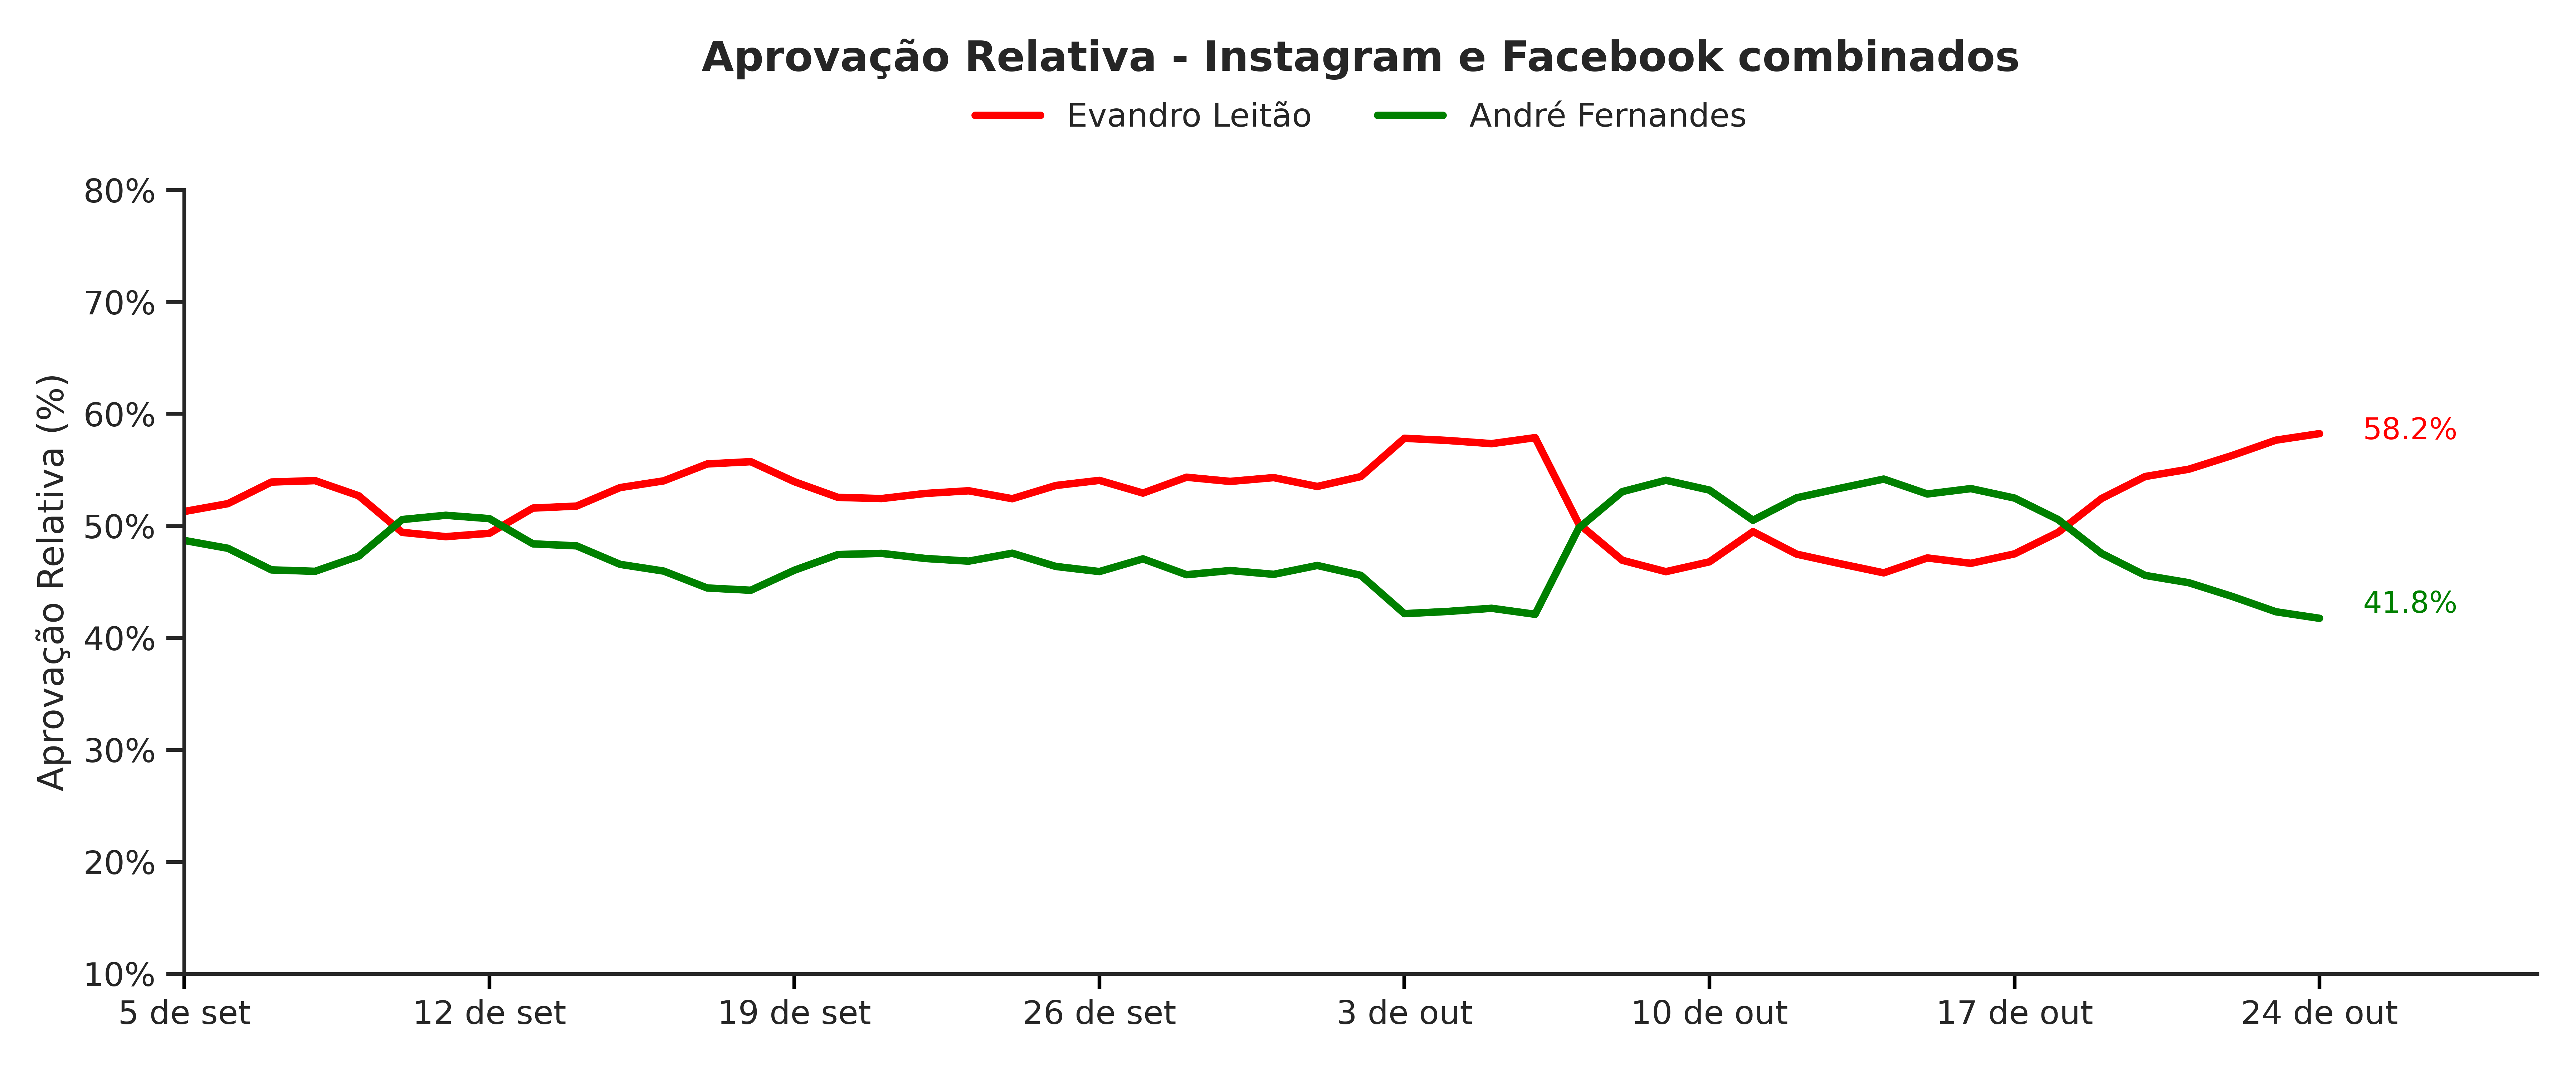 Aprovação Relativa - Instagram e Facebook combinados
Evandro Leitão André Fernandes
80%
70%
60%
50%
40%
30%
20%
10%
Aprovação Relativa (%)
58.2%
41.8%
5 de set 12 de set 19 de set 26 de set 3 de out 10 de out 17 de out 24 de out